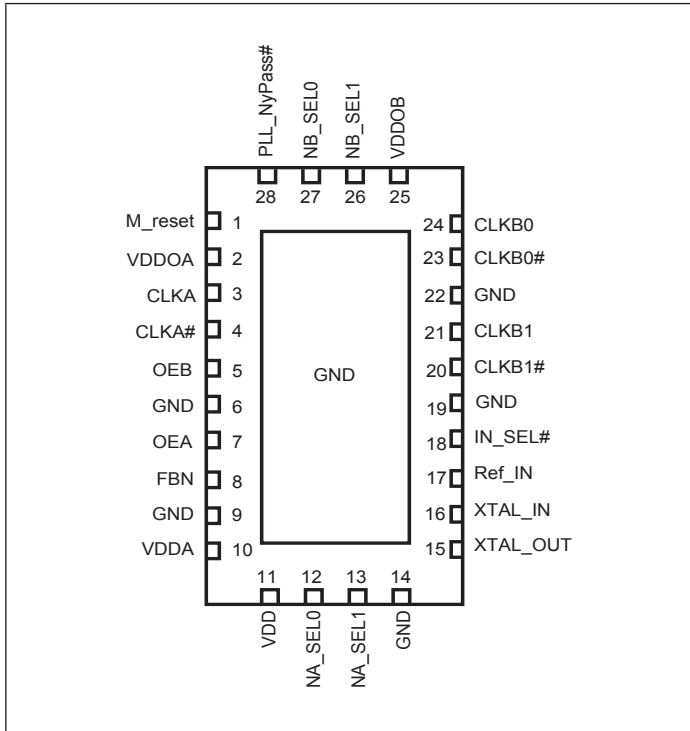 PLL_NyPass#
NB_SEL0
NB_SEL1
VDDOB
28 27 26 25
M_reset 1
VDDOA 2
CLKA 3
CLKA# 4
OEB 5
GND 6
OEA 7
FBN 8
GND 9
VDDA 10
GND
24 CLKB0
23 CLKB0#
22 GND
21 CLKB1
20 CLKB1#
19 GND
18 IN_SEL#
17 Ref_IN
16 XTAL_IN
15 XTAL_OUT
11 12 13 14
VDD
NA_SEL0
NA_SEL1
GND